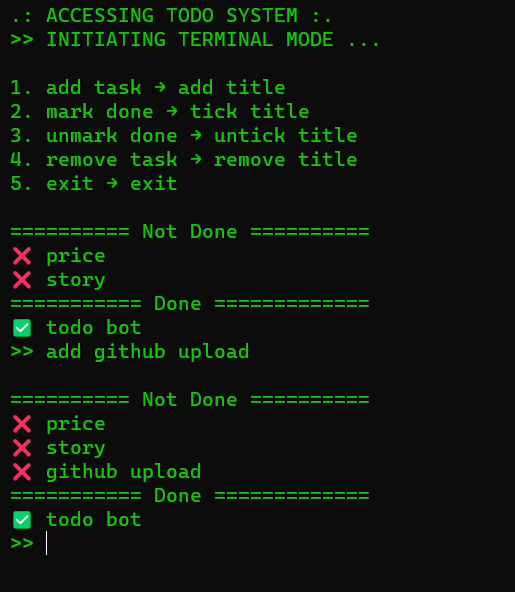 .: ACCESSING TODO SYSTEM :.
>> INITIATING TERMINAL MODE ...
1. add task → add title
2. mark done → tick title
3. unmark done → untick title
4. remove task → remove title
5. exit → exit
========== Not Done ==========
❌ price
❌ story
=========== Done =============
✅ todo bot
>> add github upload
========== Not Done ==========
❌ price
❌ story
❌ github upload
=========== Done =============
✅ todo bot
>>